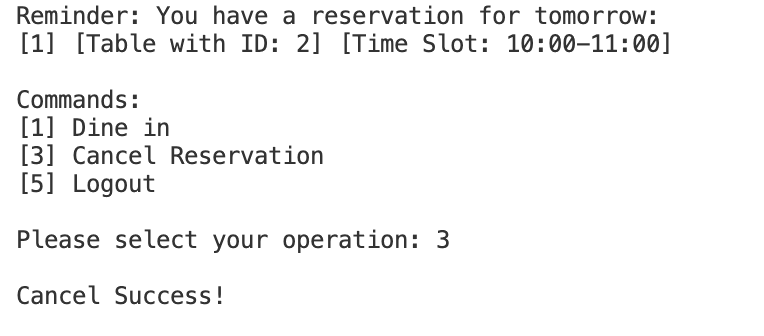 Reminder: You have a reservation for tomorrow:
[1] [Table with ID: 2] [Time Slot: 10:00–11:00]
Commands:
[1] Dine in
[3] Cancel Reservation
[5] Logout
Please select your operation: 3
Cancel Success!